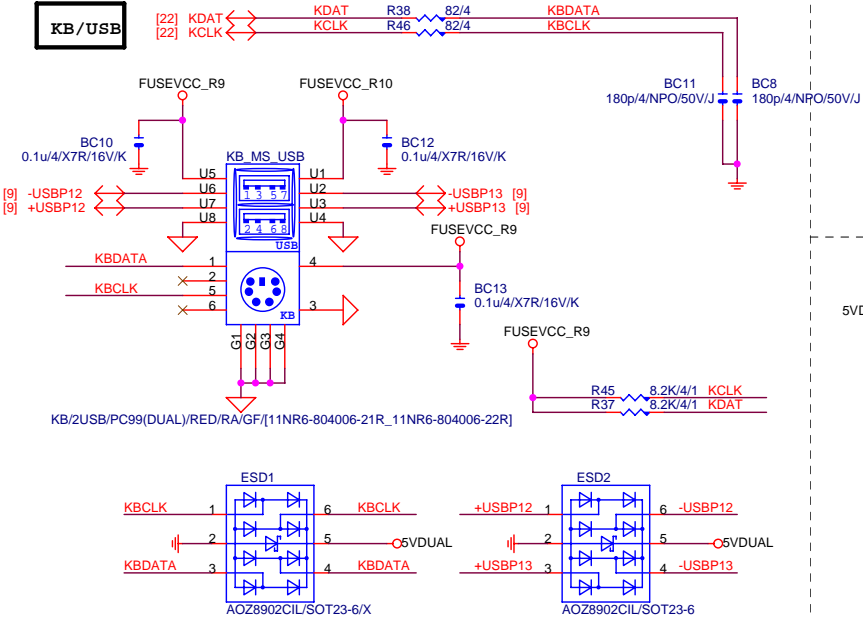 KB/USB
[22] KDAT KDAT R38 82/4 KBDATA
[22] KCLK KCLK R46 82/4 KBCLK
BC11 BC8
180p/4/NPO/50V/J 180p/4/NPO/50V/J
FUSEVCC_R9 FUSEVCC_R10
BC10 BC12
0.1u/4/X7R/16V/K 0.1u/4/X7R/16V/K
KB_MS_USB
U5 U1
[9] -USBP12 U6 U2 -USBP13 [9]
[9] +USBP12 U7 U3 +USBP13 [9]
U8 U4
1 3 5 7
2 4 6 8
USB
FUSEVCC_R9
KBDATA 1 4
2
KBCLK 5
6 3
KB
BC13
0.1u/4/X7R/16V/K
5VD
G1 G2 G3 G4
FUSEVCC_R9
R45 8.2K/4/1 KCLK
R37 8.2K/4/1 KDAT
KB/2USB/PC99(DUAL)/RED/RA/GF/[11NR6-804006-21R_11NR6-804006-22R]
ESD1 ESD2
KBCLK 1 6 KBCLK +USBP12 1 6 -USBP12
2 5 5VDUAL 2 5 5VDUAL
KBDATA 3 4 KBDATA +USBP13 3 4 -USBP13
AOZ8902CIL/SOT23-6/X AOZ8902CIL/SOT23-6